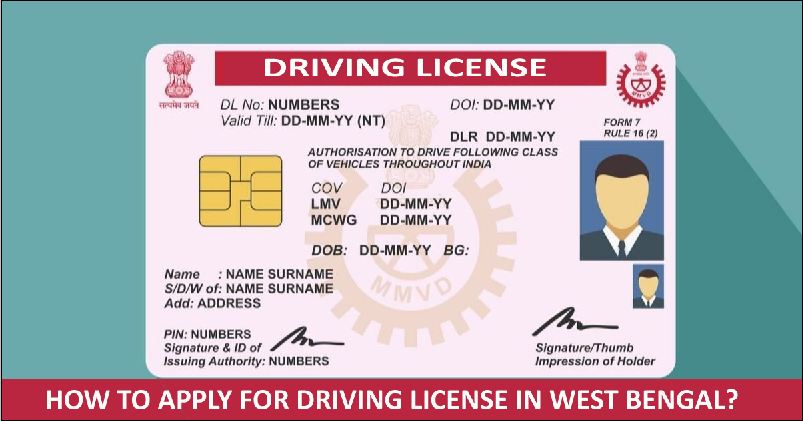 DRIVING LICENSE
सत्यमेव जयते
MMVD
DL No: NUMBERS DOI: DD-MM-YY
Valid Till: DD-MM-YY (NT)
FORM 7
RULE 16 (2)
DLR DD-MM-YY
AUTHORISATION TO DRIVE FOLLOWING CLASS
OF VEHICLES THROUGHOUT INDIA
COV DOI
LMV DD-MM-YY
MCWG DD-MM-YY
DOB: DD-MM-YY BG:
MMVD
Name : NAME SURNAME
S/D/W of: NAME SURNAME
Add: ADDRESS
PIN: NUMBERS
Signature & ID of
Issuing Authority: NUMBERS
Signature/Thumb
Impression of Holder
HOW TO APPLY FOR DRIVING LICENSE IN WEST BENGAL?